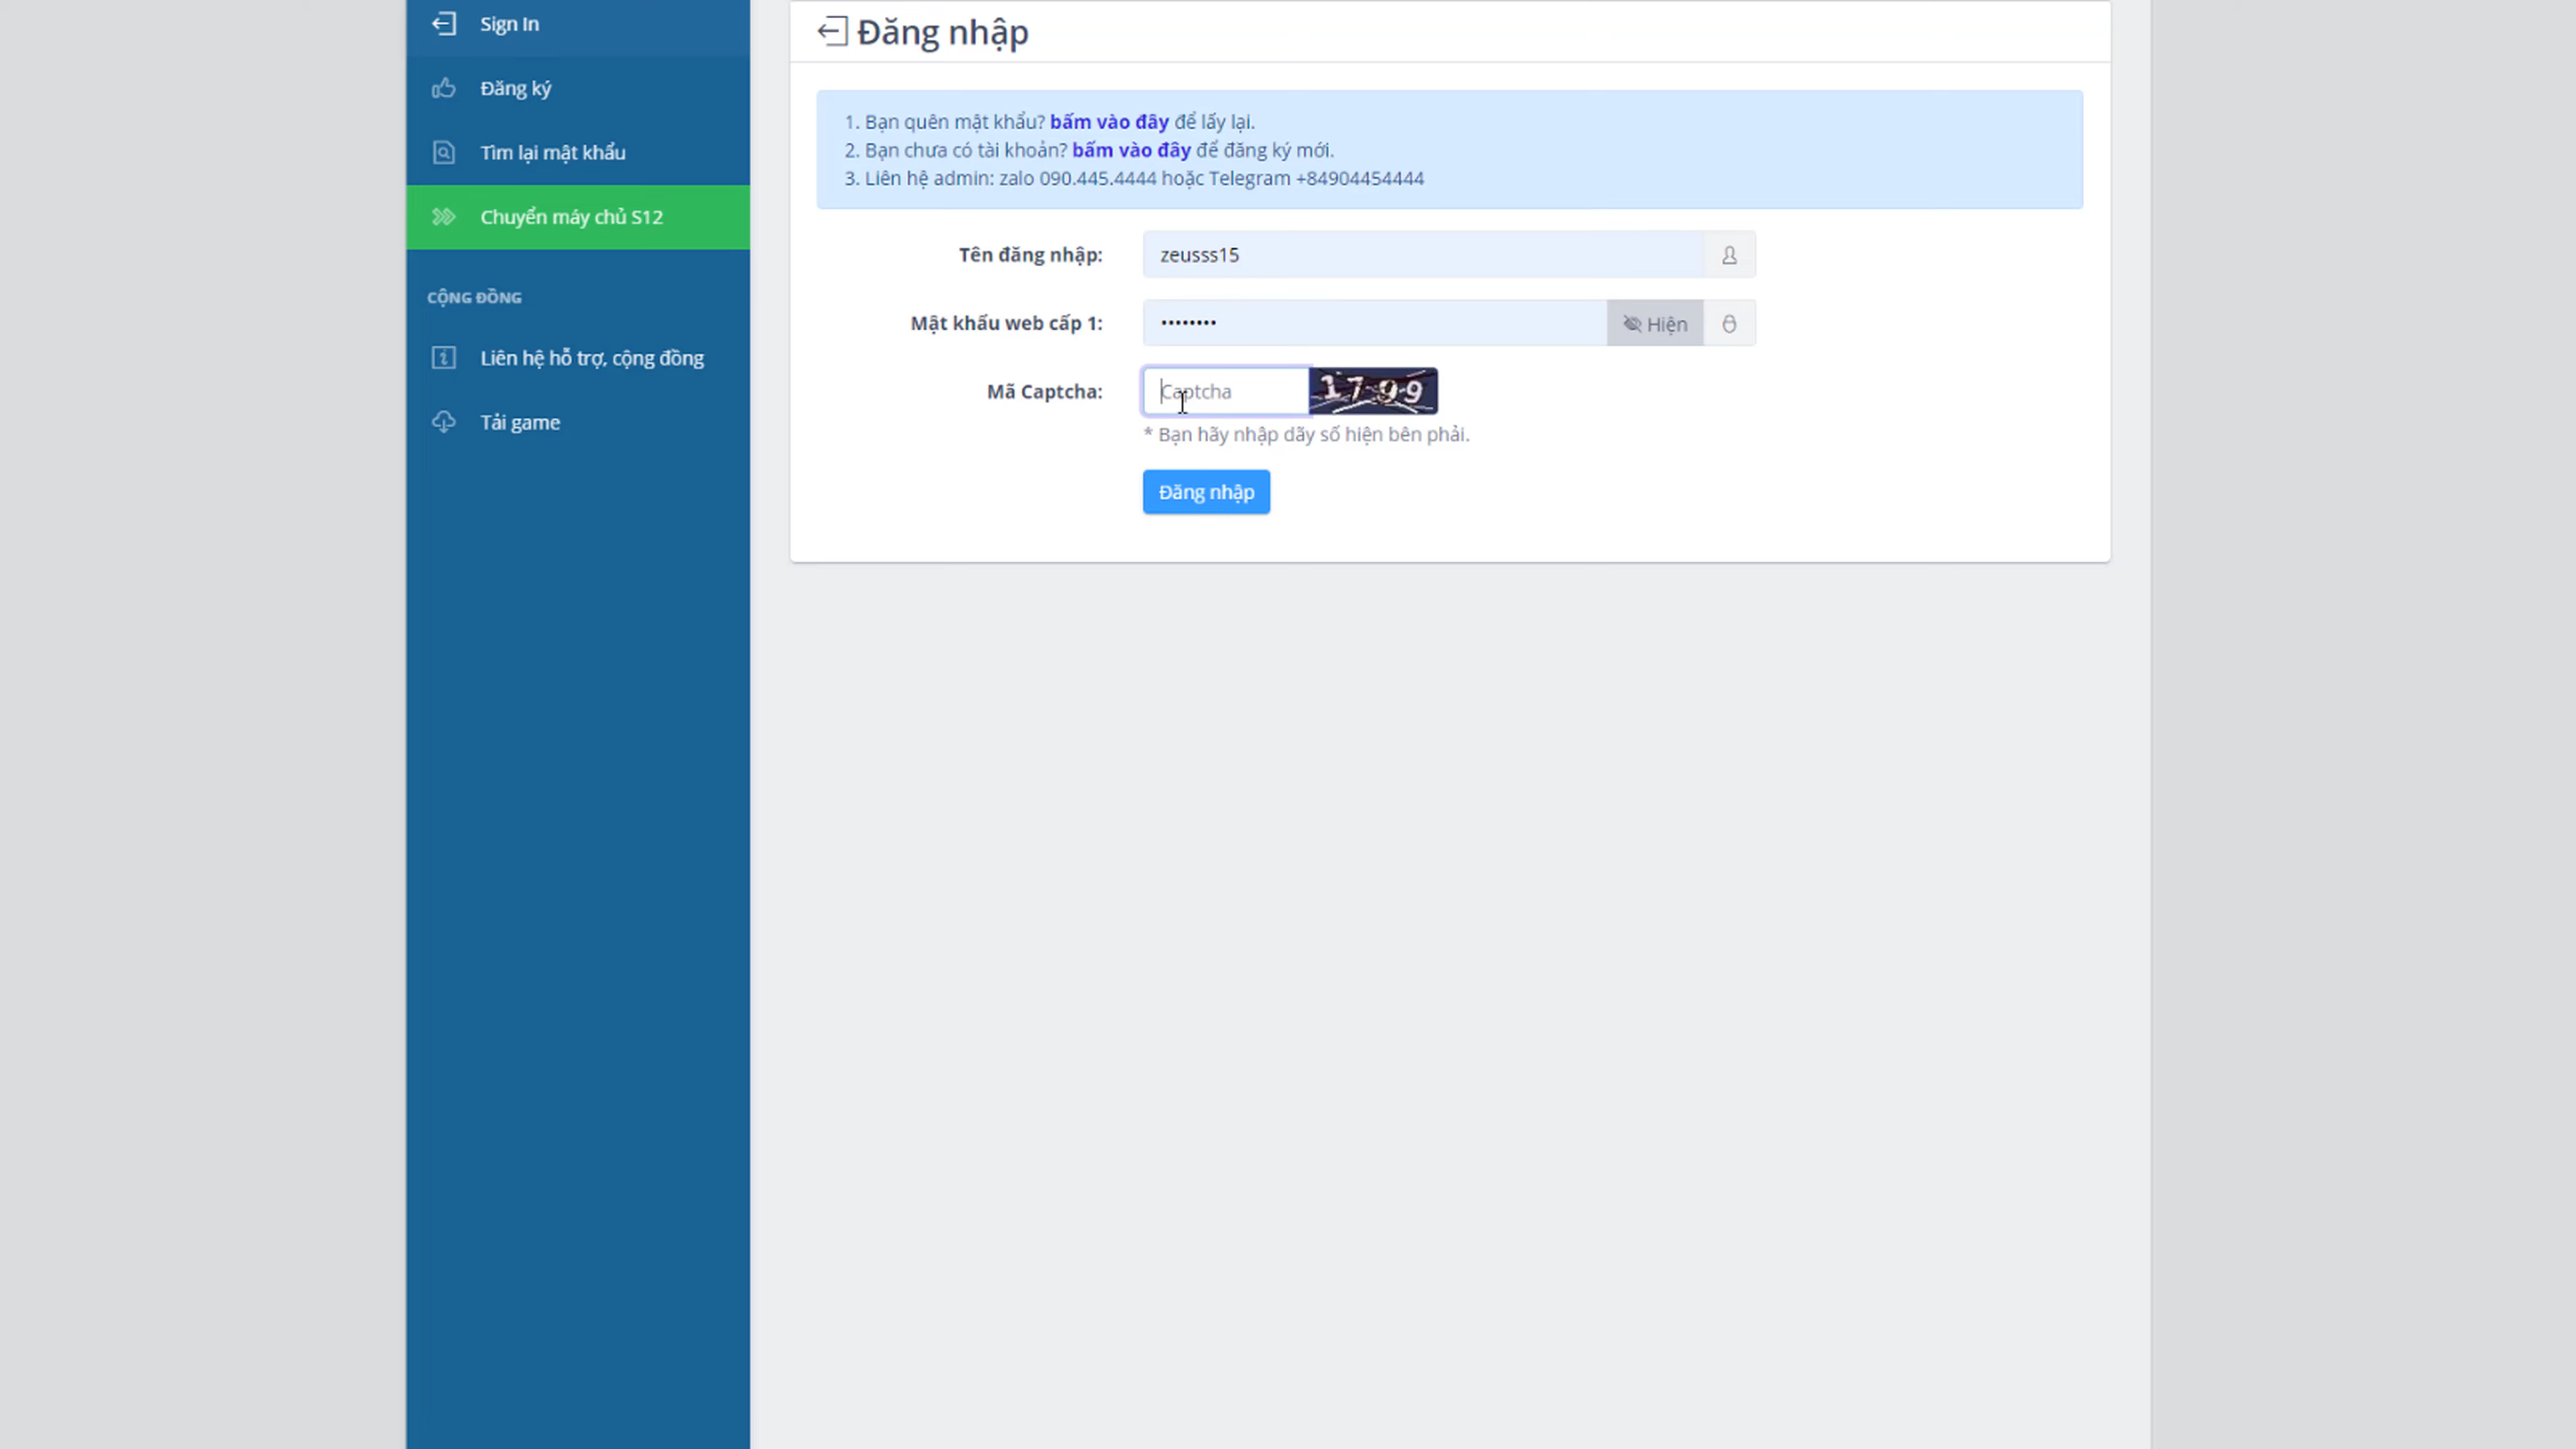 Sign In
Đăng ký
Tìm lại mật khẩu
Chuyển máy chủ S12
CỘNG ĐỒNG
Liên hệ hỗ trợ, cộng đồng
Tải game
Đăng nhập
1. Bạn quên mật khẩu? bấm vào đây để lấy lại.
2. Bạn chưa có tài khoản? bấm vào đây để đăng ký mới.
3. Liên hệ admin: zalo 090.445.4444 hoặc Telegram +84904454444
Tên đăng nhập: zeusss15
Mật khẩu web cấp 1: •••••••• Hiện
Mã Captcha: Captcha 1799
* Bạn hãy nhập dãy số hiện bên phải.
Đăng nhập